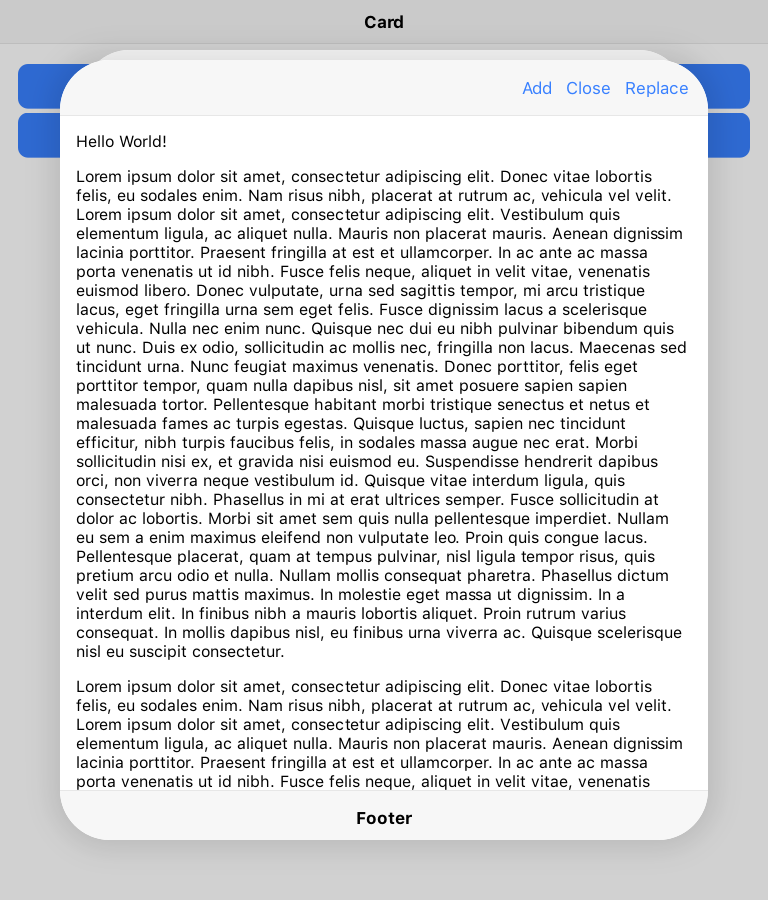 Card
Add Close Replace
Hello World!
Lorem ipsum dolor sit amet, consectetur adipiscing elit. Donec vitae lobortis
felis, eu sodales enim. Nam risus nibh, placerat at rutrum ac, vehicula vel velit.
Lorem ipsum dolor sit amet, consectetur adipiscing elit. Vestibulum quis
elementum ligula, ac aliquet nulla. Mauris non placerat mauris. Aenean dignissim
lacinia porttitor. Praesent fringilla at est et ullamcorper. In ac ante ac massa
porta venenatis ut id nibh. Fusce felis neque, aliquet in velit vitae, venenatis
euismod libero. Donec vulputate, urna sed sagittis tempor, mi arcu tristique
lacus, eget fringilla urna sem eget felis. Fusce dignissim lacus a scelerisque
vehicula. Nulla nec enim nunc. Quisque nec dui eu nibh pulvinar bibendum quis
ut nunc. Duis ex odio, sollicitudin ac mollis nec, fringilla non lacus. Maecenas sed
tincidunt urna. Nunc feugiat maximus venenatis. Donec porttitor, felis eget
porttitor tempor, quam nulla dapibus nisl, sit amet posuere sapien sapien
malesuada tortor. Pellentesque habitant morbi tristique senectus et netus et
malesuada fames ac turpis egestas. Quisque luctus, sapien nec tincidunt
efficitur, nibh turpis faucibus felis, in sodales massa augue nec erat. Morbi
sollicitudin nisi ex, et gravida nisi euismod eu. Suspendisse hendrerit dapibus
orci, non viverra neque vestibulum id. Quisque vitae interdum ligula, quis
consectetur nibh. Phasellus in mi at erat ultrices semper. Fusce sollicitudin at
dolor ac lobortis. Morbi sit amet sem quis nulla pellentesque imperdiet. Nullam
eu sem a enim maximus eleifend non vulputate leo. Proin quis congue lacus.
Pellentesque placerat, quam at tempus pulvinar, nisl ligula tempor risus, quis
pretium arcu odio et nulla. Nullam mollis consequat pharetra. Phasellus dictum
velit sed purus mattis maximus. In molestie eget massa ut dignissim. In a
interdum elit. In finibus nibh a mauris lobortis aliquet. Proin rutrum varius
consequat. In mollis dapibus nisl, eu finibus urna viverra ac. Quisque scelerisque
nisl eu suscipit consectetur.
Lorem ipsum dolor sit amet, consectetur adipiscing elit. Donec vitae lobortis
felis, eu sodales enim. Nam risus nibh, placerat at rutrum ac, vehicula vel velit.
Lorem ipsum dolor sit amet, consectetur adipiscing elit. Vestibulum quis
elementum ligula, ac aliquet nulla. Mauris non placerat mauris. Aenean dignissim
lacinia porttitor. Praesent fringilla at est et ullamcorper. In ac ante ac massa
porta venenatis ut id nibh. Fusce felis neque, aliquet in velit vitae, venenatis
Footer